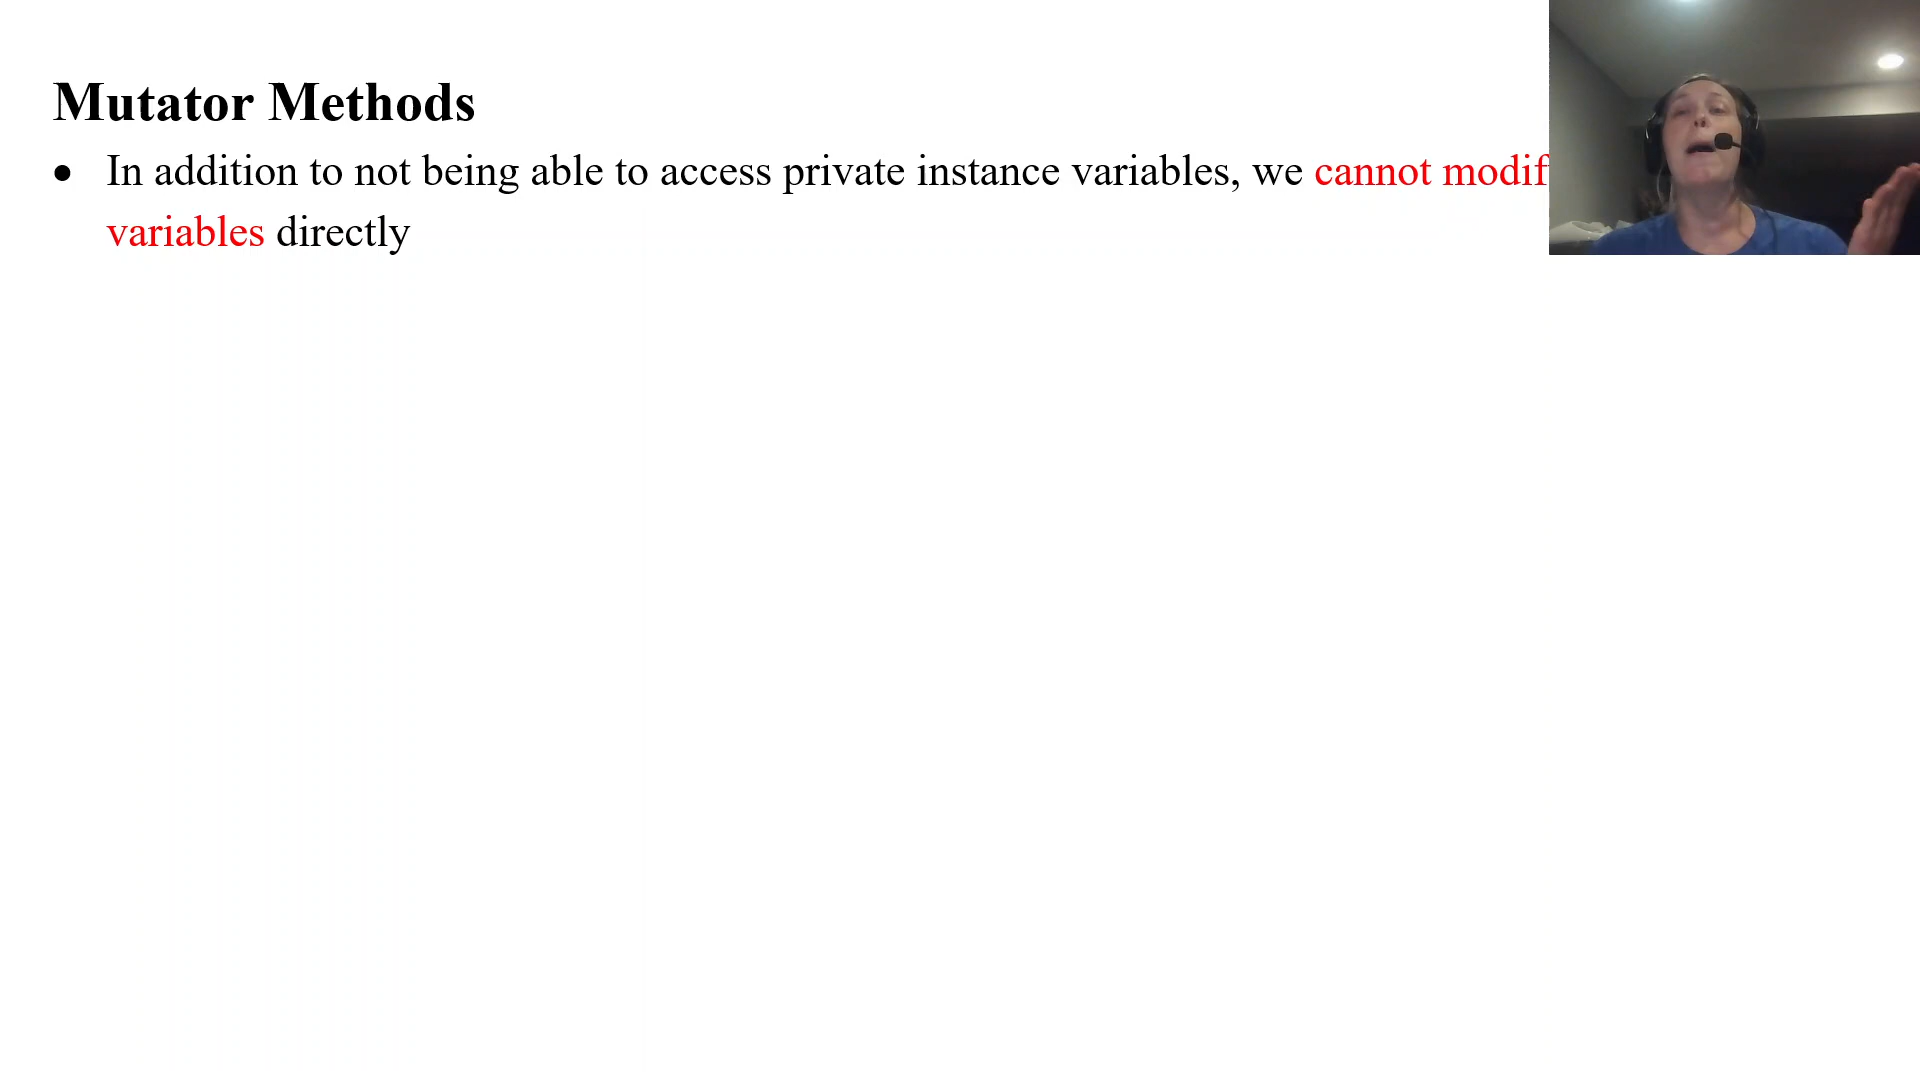 Mutator Methods
• In addition to not being able to access private instance variables, we cannot modif
variables directly